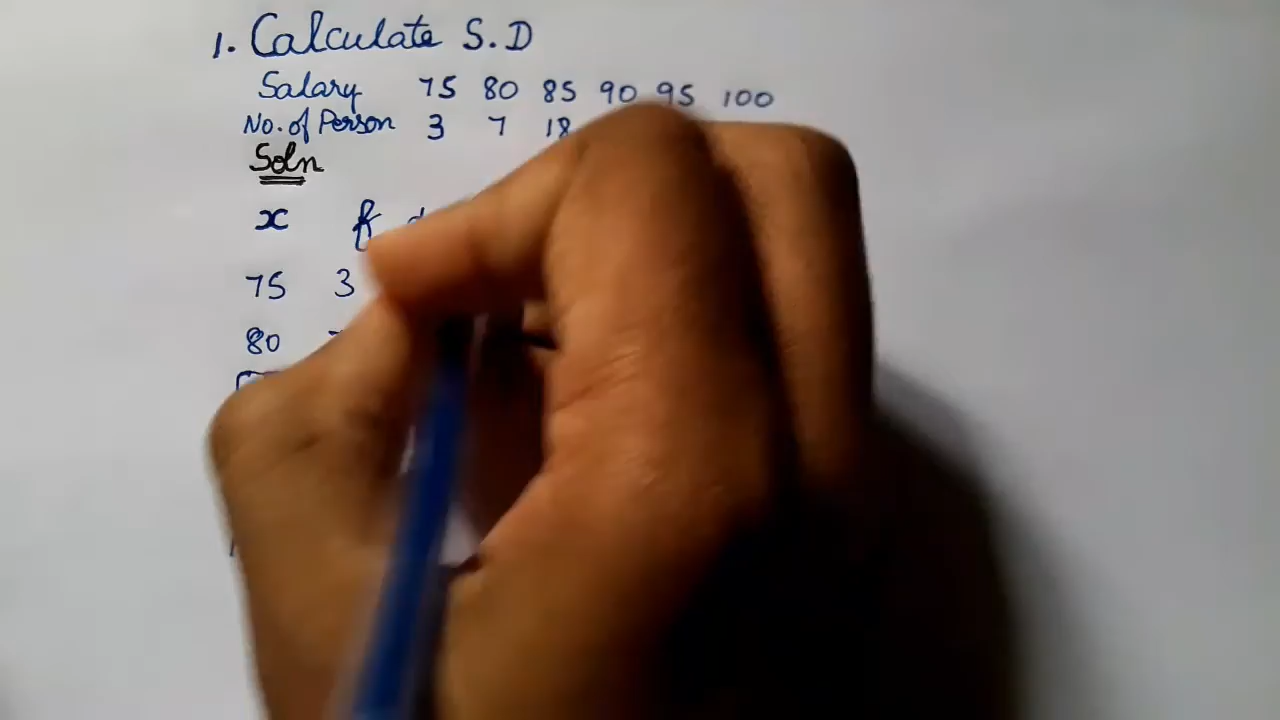 1. Calculate S.D
Salary 75 80 85 90 95 100
No. of Person 3 7 18
Soln
x f
75 3
80